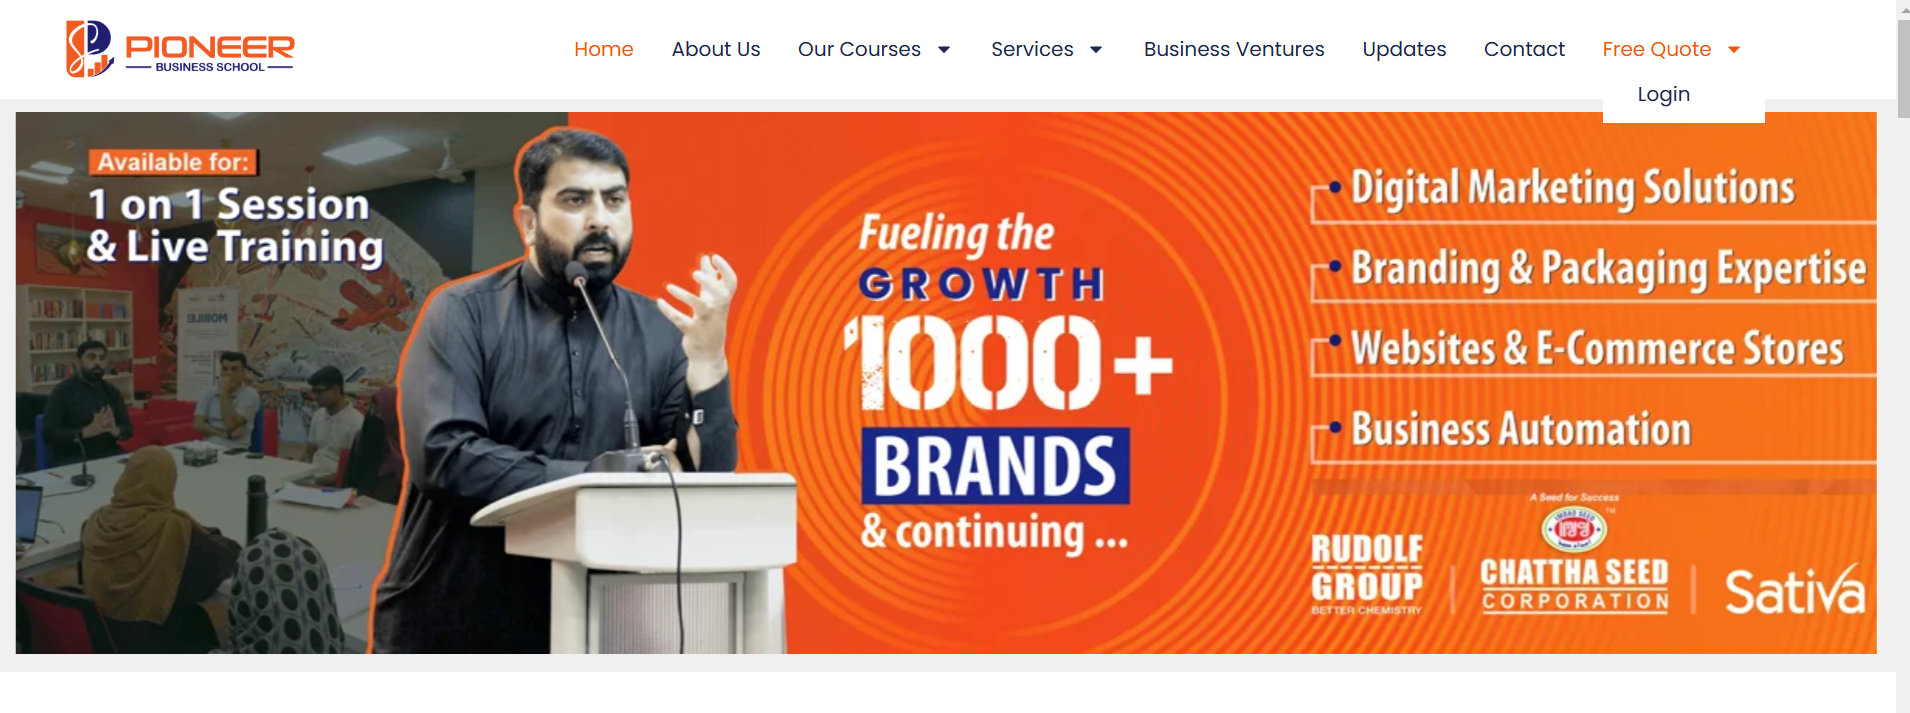 PIONEER
BUSINESS SCHOOL
Home
About Us
Our Courses
Services
Business Ventures
Updates
Contact
Free Quote
Login
Available for:
1 on 1 Session
& Live Training
MOBILE
Fueling the
GROWTH
1000+
BRANDS
& continuing ...
Digital Marketing Solutions
Branding & Packaging Expertise
Websites & E-Commerce Stores
Business Automation
RUDOLF
GROUP
BETTER CHEMISTRY
A Seed for Success
TM
CHATTHA SEED
CORPORATION
Sativa